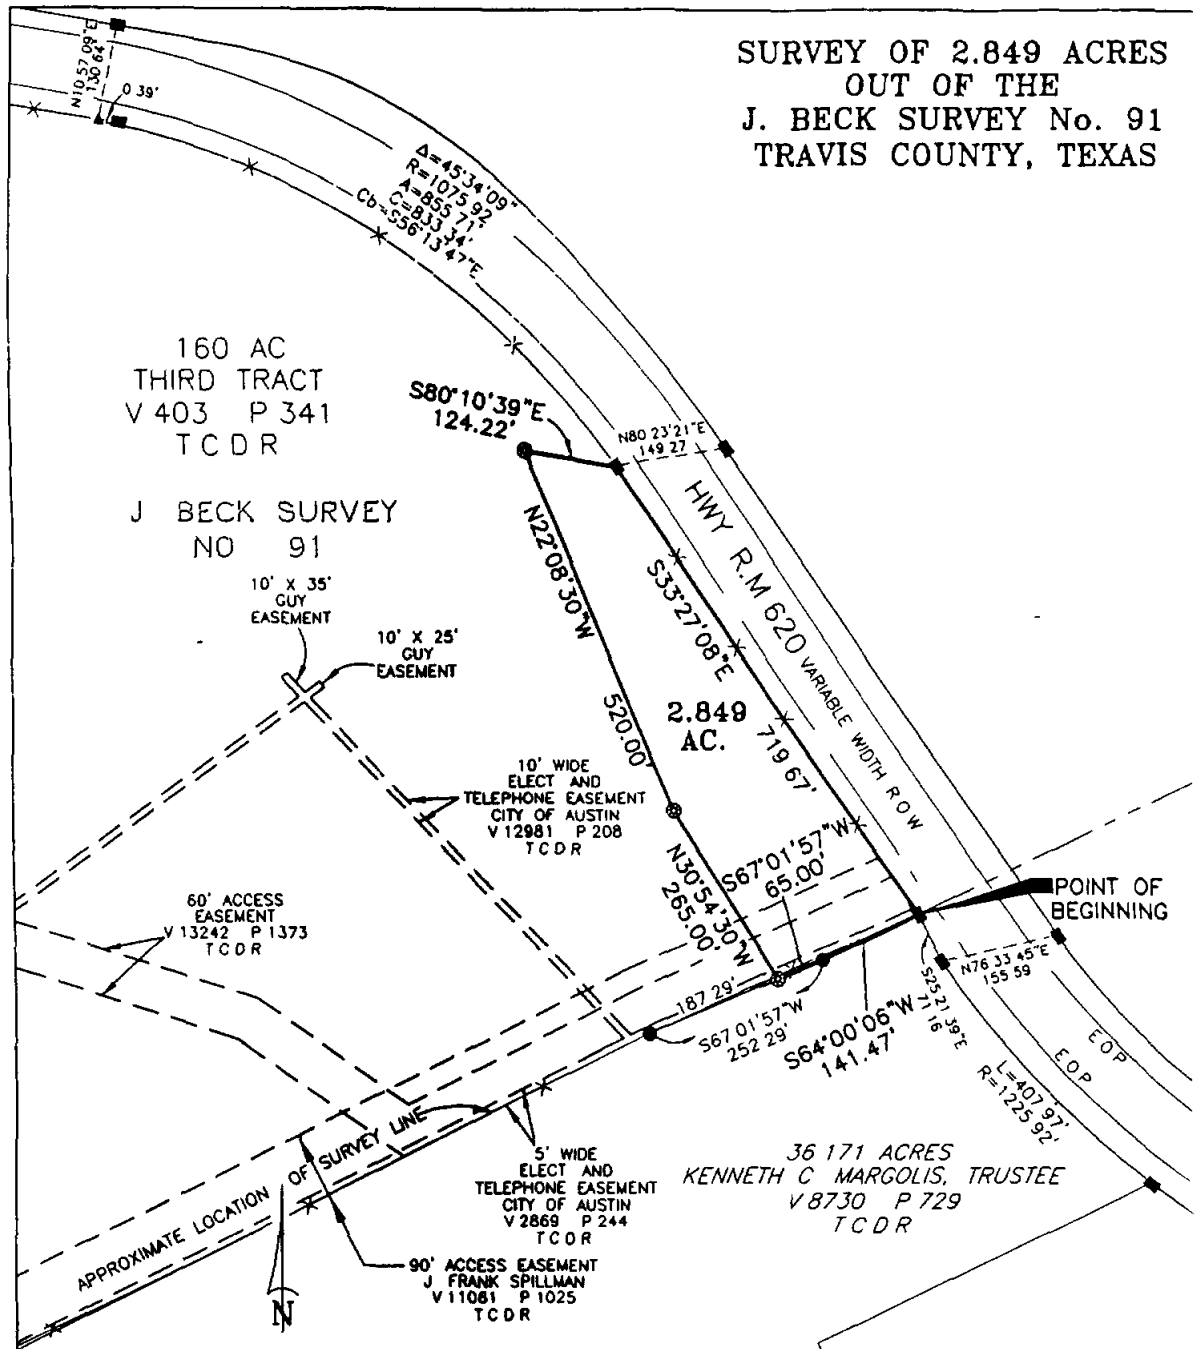 SURVEY OF 2.849 ACRES
OUT OF THE
J. BECK SURVEY No. 91
TRAVIS COUNTY, TEXAS
N10 57 09"E
130 64'
0 39'
Δ=45°34'09"
R=1075 92'
A=855 71'
C=833 34'
Cb=S56°13'47"E
160 AC
THIRD TRACT
V 403 P 341
T C D R
S80°10'39"E
124.22'
N80 23'21"E
149 27
J BECK SURVEY
NO 91
HWY R.M 620 VARIABLE WIDTH R O W
N22°08'30"W
520.00'
S33°27'08"E
719 67'
10' X 35'
GUY
EASEMENT
10' X 25'
GUY
EASEMENT
2.849
AC.
10' WIDE
ELECT AND
TELEPHONE EASEMENT
CITY OF AUSTIN
V 12981 P 208
T C D R
N30°54'30"W
265.00'
S67°01'57"W
65.00'
POINT OF
BEGINNING
60' ACCESS
EASEMENT
V 13242 P 1373
T C D R
187 29'
S67 01'57"W
252 29'
S64°00'06"W
141.47'
S25 21 39"E
71 16
N76 33 45"E
155 59
E O P
E O P
L=407 97'
R=1225 92'
36 171 ACRES
KENNETH C MARGOLIS, TRUSTEE
V 8730 P 729
T C D R
5' WIDE
ELECT AND
TELEPHONE EASEMENT
CITY OF AUSTIN
V 2869 P 244
T C D R
APPROXIMATE LOCATION OF SURVEY LINE
90' ACCESS EASEMENT
J FRANK SPILLMAN
V 11061 P 1025
T C D R
N